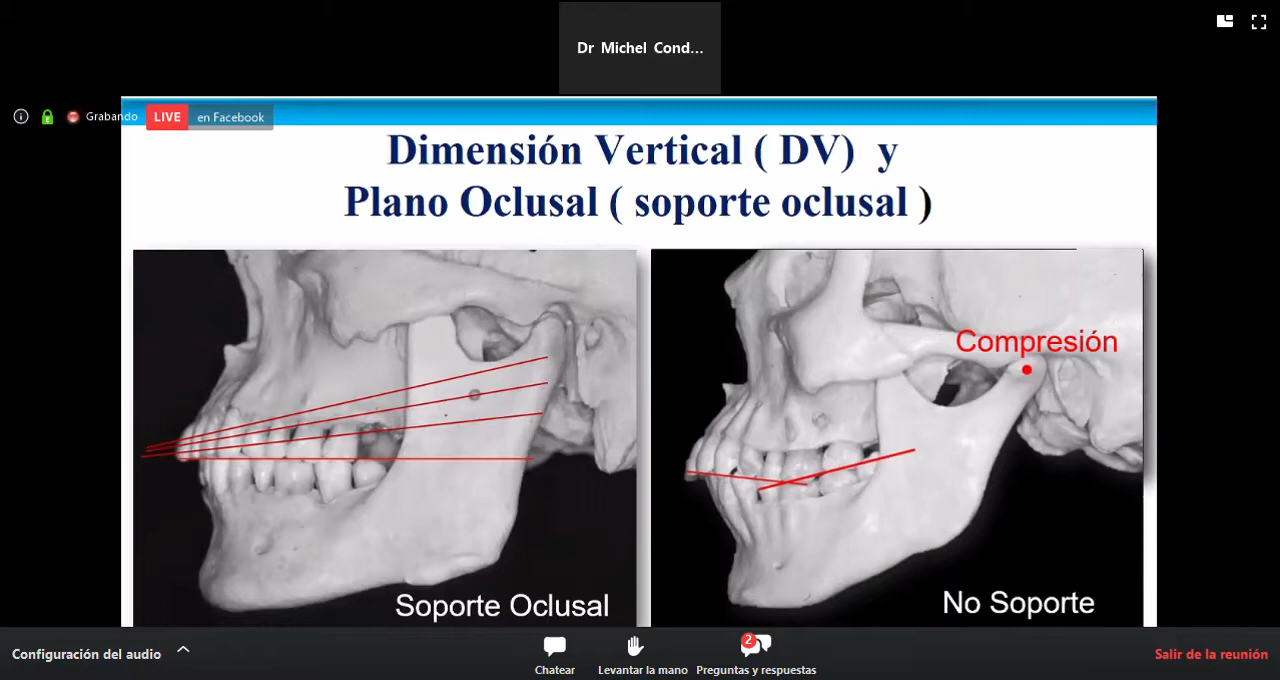 Dr Michel Cond...
Grabando
LIVE en Facebook
Dimensión Vertical ( DV) y
Plano Oclusal ( soporte oclusal )
Compresión
Soporte Oclusal
No Soporte
Configuración del audio
2
Chatear
Levantar la mano
Preguntas y respuestas
Salir de la reunión